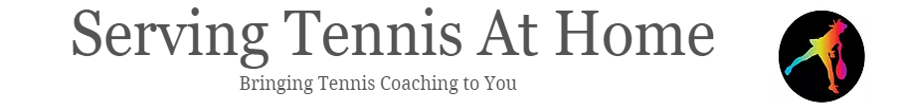 Serving Tennis At Home
Bringing Tennis Coaching to You